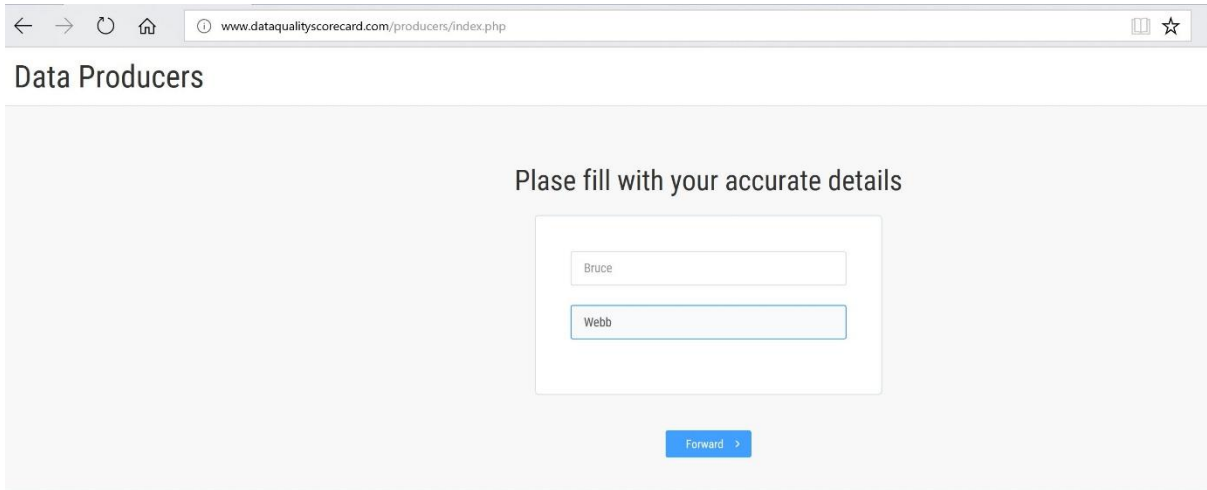 www.dataqualityscorecard.com/producers/index.php
Data Producers
Plase fill with your accurate details
Bruce
Webb
Forward >